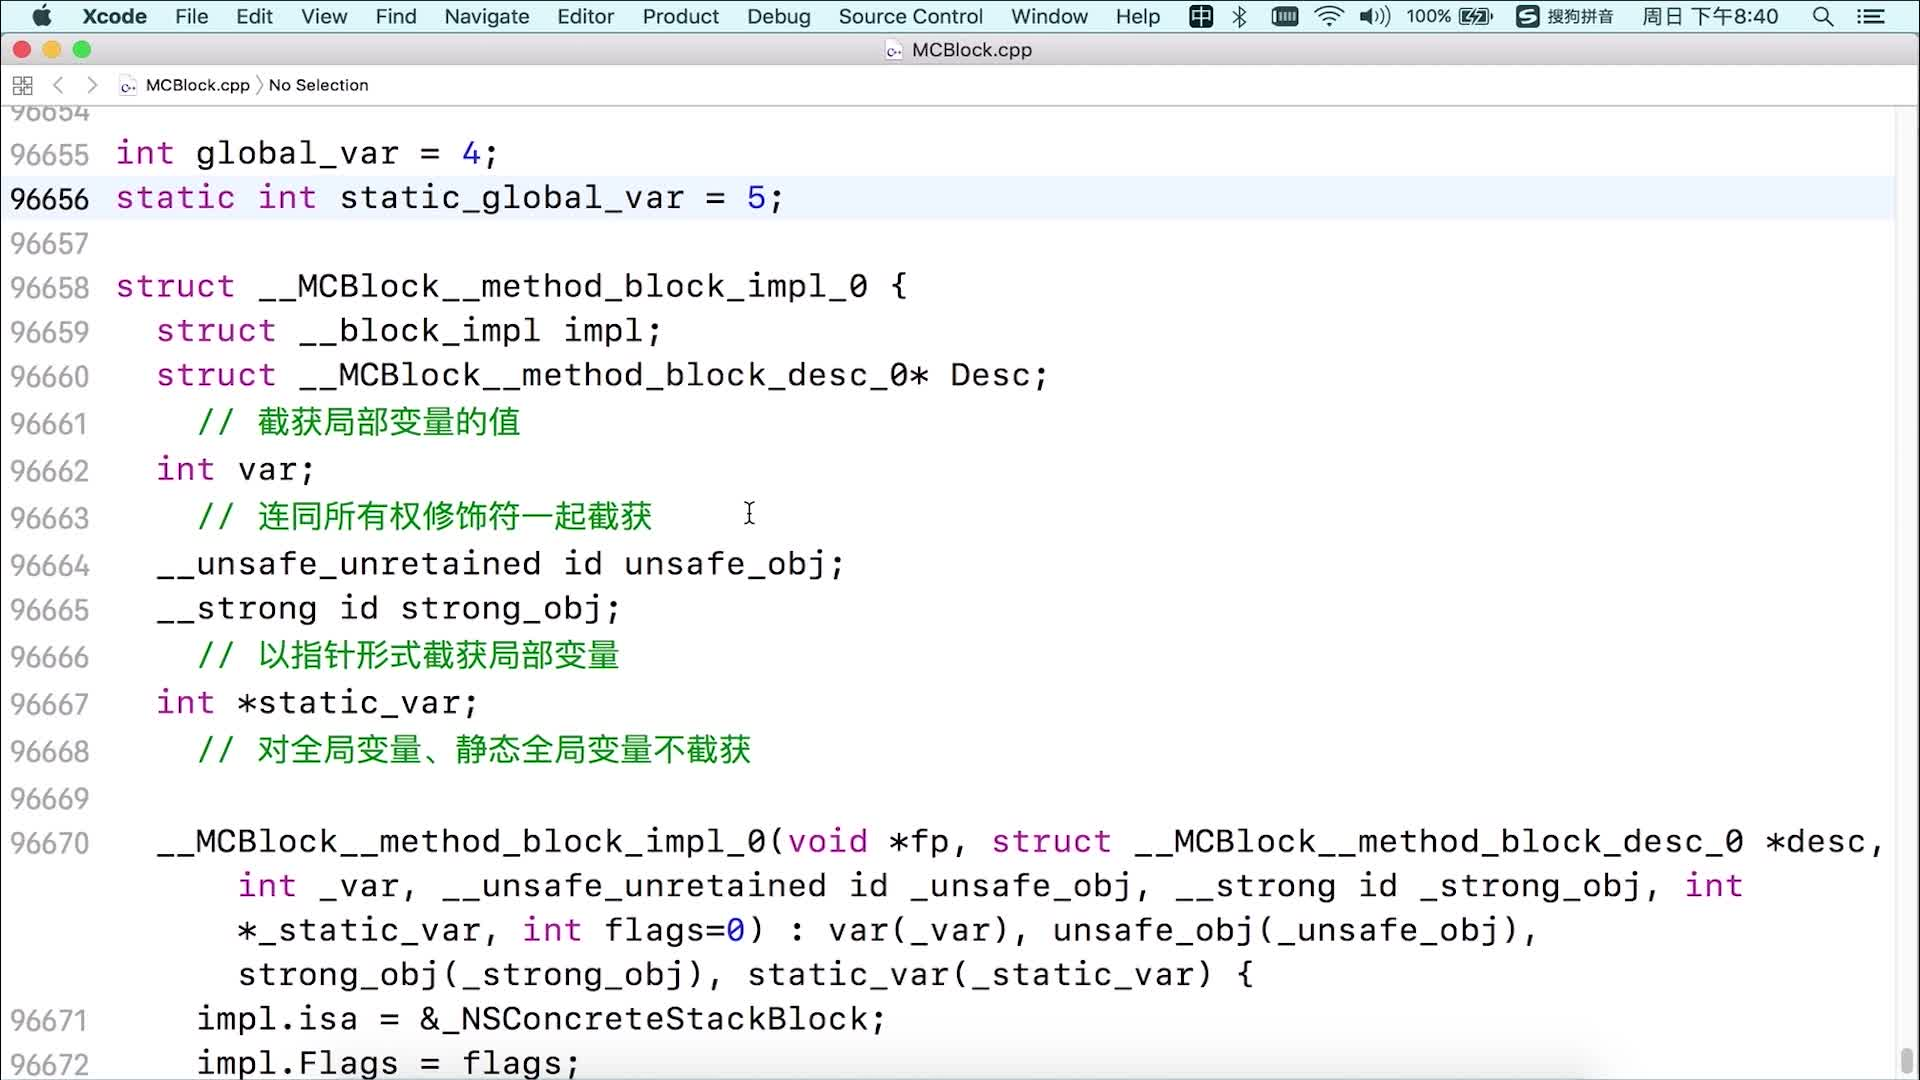 Xcode File Edit View Find Navigate Editor Product Debug Source Control Window Help 中 100% S 搜狗拼音 周日 下午8:40
MCBlock.cpp
MCBlock.cpp 〉No Selection
96654
96655 int global_var = 4;
96656 static int static_global_var = 5;
96657
96658 struct __MCBlock__method_block_impl_0 {
96659 struct __block_impl impl;
96660 struct __MCBlock__method_block_desc_0* Desc;
96661 // 截获局部变量的值
96662 int var;
96663 // 连同所有权修饰符一起截获
96664 __unsafe_unretained id unsafe_obj;
96665 __strong id strong_obj;
96666 // 以指针形式截获局部变量
96667 int *static_var;
96668 // 对全局变量、静态全局变量不截获
96669
96670 __MCBlock__method_block_impl_0(void *fp, struct __MCBlock__method_block_desc_0 *desc,
int _var, __unsafe_unretained id _unsafe_obj, __strong id _strong_obj, int
*_static_var, int flags=0) : var(_var), unsafe_obj(_unsafe_obj),
strong_obj(_strong_obj), static_var(_static_var) {
96671 impl.isa = &_NSConcreteStackBlock;
96672 impl.Flags = flags;